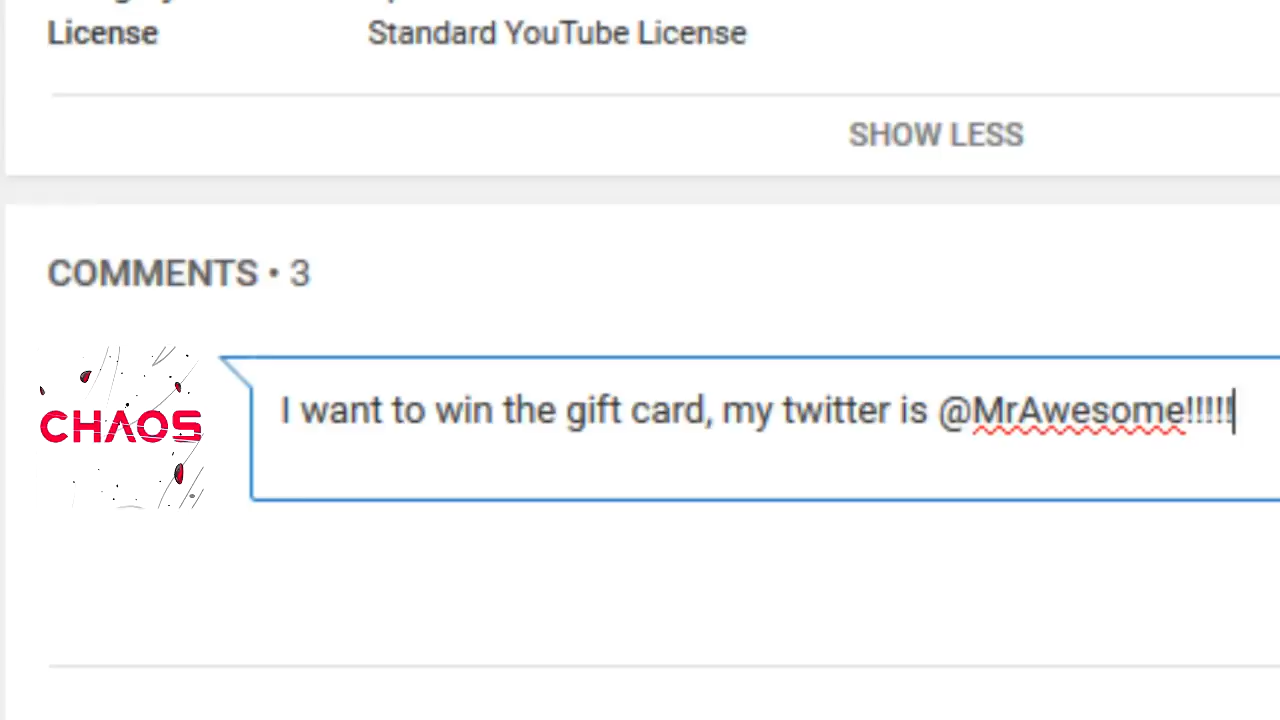 License Standard YouTube License
SHOW LESS
COMMENTS • 3
CHAOS
I want to win the gift card, my twitter is @MrAwesome!!!!!